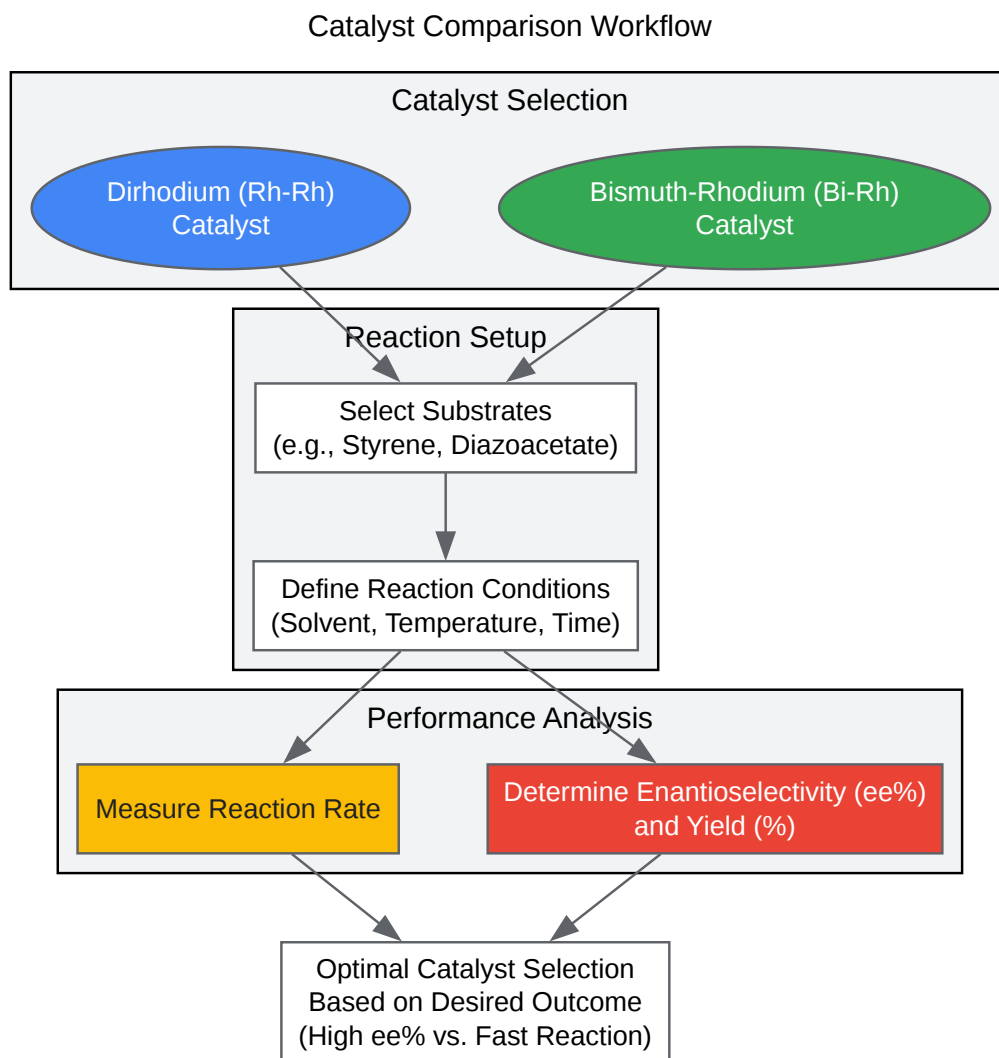 Catalyst Comparison Workflow
Catalyst Selection
Dirhodium (Rh-Rh)
Catalyst
Bismuth-Rhodium (Bi-Rh)
Catalyst
Reaction Setup
Select Substrates
(e.g., Styrene, Diazoacetate)
Define Reaction Conditions
(Solvent, Temperature, Time)
Performance Analysis
Measure Reaction Rate
Determine Enantioselectivity (ee%)
and Yield (%)
Optimal Catalyst Selection
Based on Desired Outcome
(High ee% vs. Fast Reaction)